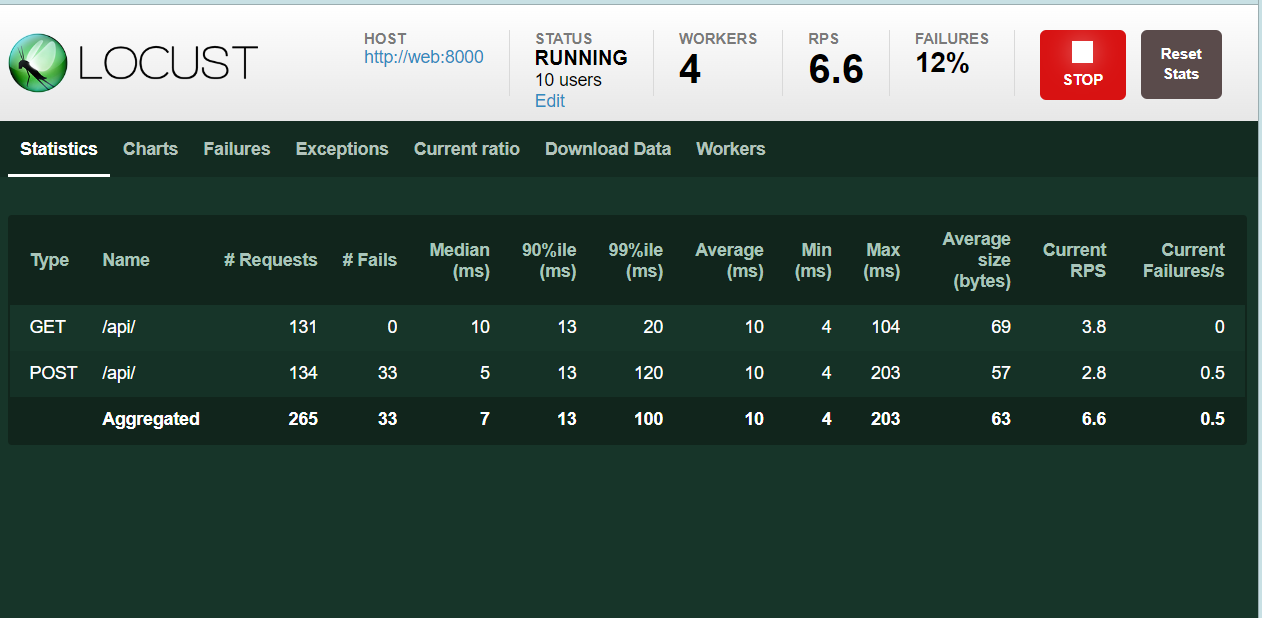 LOCUST
HOST
http://web:8000
STATUS
RUNNING
10 users
Edit
WORKERS
4
RPS
6.6
FAILURES
12%
STOP
Reset
Stats
Statistics Charts Failures Exceptions Current ratio Download Data Workers
Type Name # Requests # Fails Median (ms) 90%ile (ms) 99%ile (ms) Average (ms) Min (ms) Max (ms) Average size (bytes) Current RPS Current Failures/s
GET /api/ 131 0 10 13 20 10 4 104 69 3.8 0
POST /api/ 134 33 5 13 120 10 4 203 57 2.8 0.5
Aggregated 265 33 7 13 100 10 4 203 63 6.6 0.5